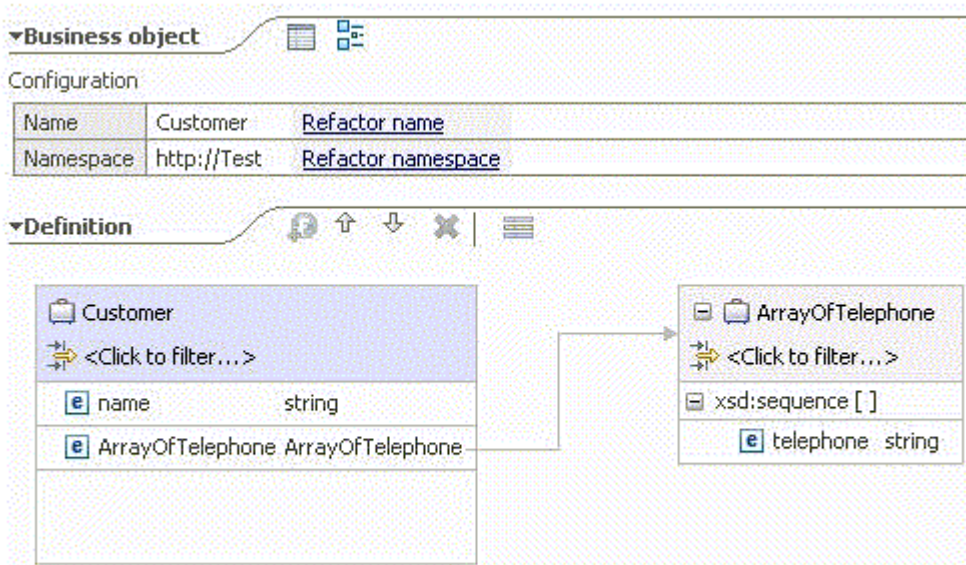 Business object
Configuration
Name Customer Refactor name
Namespace http://Test Refactor namespace
Definition
Customer
<Click to filter...>
name string
ArrayOfTelephone ArrayOfTelephone
ArrayOfTelephone
<Click to filter...>
xsd:sequence [ ]
e telephone string